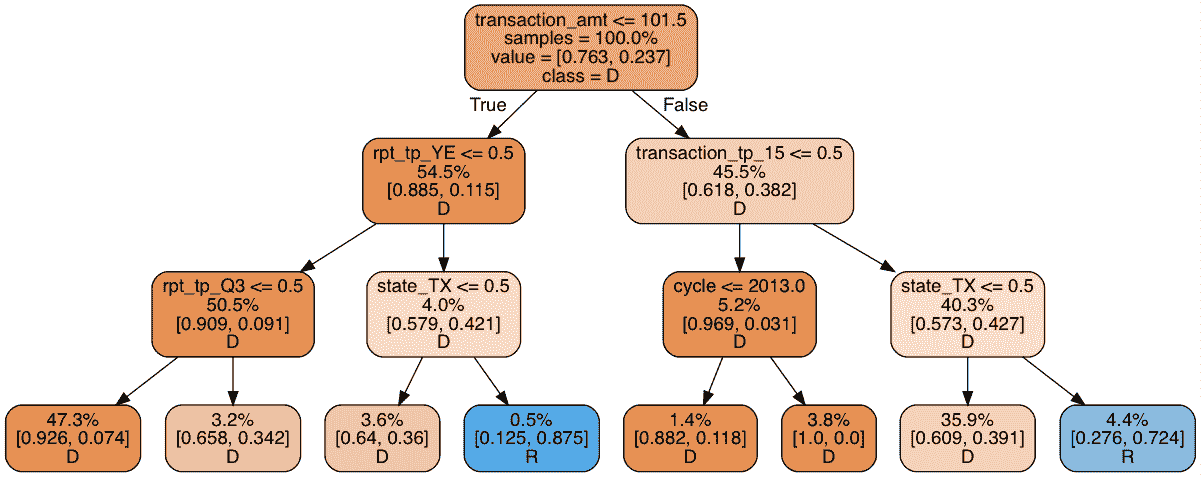 transaction_amt <= 101.5
samples = 100.0%
value = [0.763, 0.237]
class = D
True
False
rpt_tp_YE <= 0.5
54.5%
[0.885, 0.115]
D
transaction_tp_15 <= 0.5
45.5%
[0.618, 0.382]
D
rpt_tp_Q3 <= 0.5
50.5%
[0.909, 0.091]
D
state_TX <= 0.5
4.0%
[0.579, 0.421]
D
cycle <= 2013.0
5.2%
[0.969, 0.031]
D
state_TX <= 0.5
40.3%
[0.573, 0.427]
D
47.3%
[0.926, 0.074]
D
3.2%
[0.658, 0.342]
D
3.6%
[0.64, 0.36]
D
0.5%
[0.125, 0.875]
R
1.4%
[0.882, 0.118]
D
3.8%
[1.0, 0.0]
D
35.9%
[0.609, 0.391]
D
4.4%
[0.276, 0.724]
R